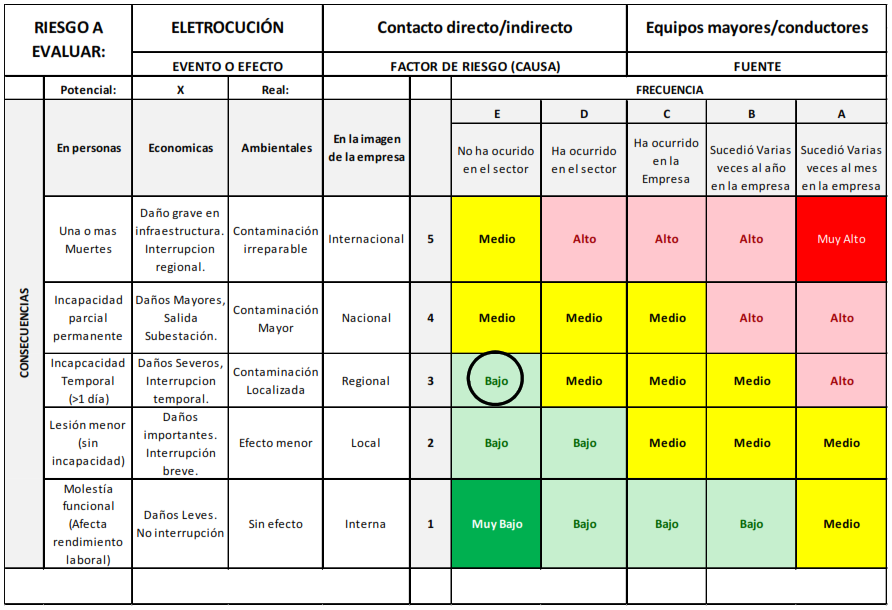 RIESGO A
EVALUAR:
ELETROCUCIÓN
Contacto directo/indirecto
Equipos mayores/conductores
EVENTO O EFECTO
FACTOR DE RIESGO (CAUSA)
FUENTE
Potencial:
X
Real:
FRECUENCIA
CONSECUENCIAS
En personas
Economicas
Ambientales
En la imagen
de la empresa
E
D
C
B
A
No ha ocurido
en el sector
Ha ocurrido
en el sector
Ha ocurrido
en la
Empresa
Sucedió Varias
veces al año
en la empresa
Sucedió Varias
veces al mes
en la empresa
Una o mas
Muertes
Daño grave en
infraestructura.
Interrupcion
regional.
Contaminación
irreparable
Internacional
5
Medio
Alto
Alto
Alto
Muy Alto
Incapacidad
parcial
permanente
Daños Mayores,
Salida
Subestación.
Contaminación
Mayor
Nacional
4
Medio
Medio
Medio
Alto
Alto
Incapcacidad
Temporal
(>1 día)
Daños Severos,
Interrupcion
temporal.
Contaminación
Localizada
Regional
3
Bajo
Medio
Medio
Medio
Alto
Lesión menor
(sin
incapacidad)
Daños
importantes.
Interrupción
breve.
Efecto menor
Local
2
Bajo
Bajo
Medio
Medio
Medio
Molestía
funcional
(Afecta
rendimiento
laboral)
Daños Leves.
No interrupción
Sin efecto
Interna
1
Muy Bajo
Bajo
Bajo
Bajo
Medio